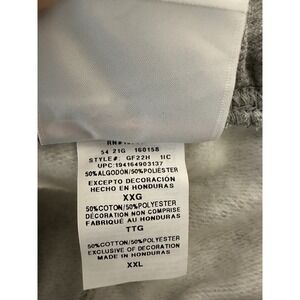 54 21G 160158
STYLE#: GF22H 1IC
UPC:194164903137
50%ALGODÓN/50%POLIÉSTER
EXCEPTO DECORACIÓN
HECHO EN HONDURAS
XXG
50%COTON/50%POLYESTER
DÉCORATION NON COMPRISE
FABRIQUÉ AU HONDURAS
TTG
50%COTTON/50%POLYESTER
EXCLUSIVE OF DECORATION
MADE IN HONDURAS
XXL